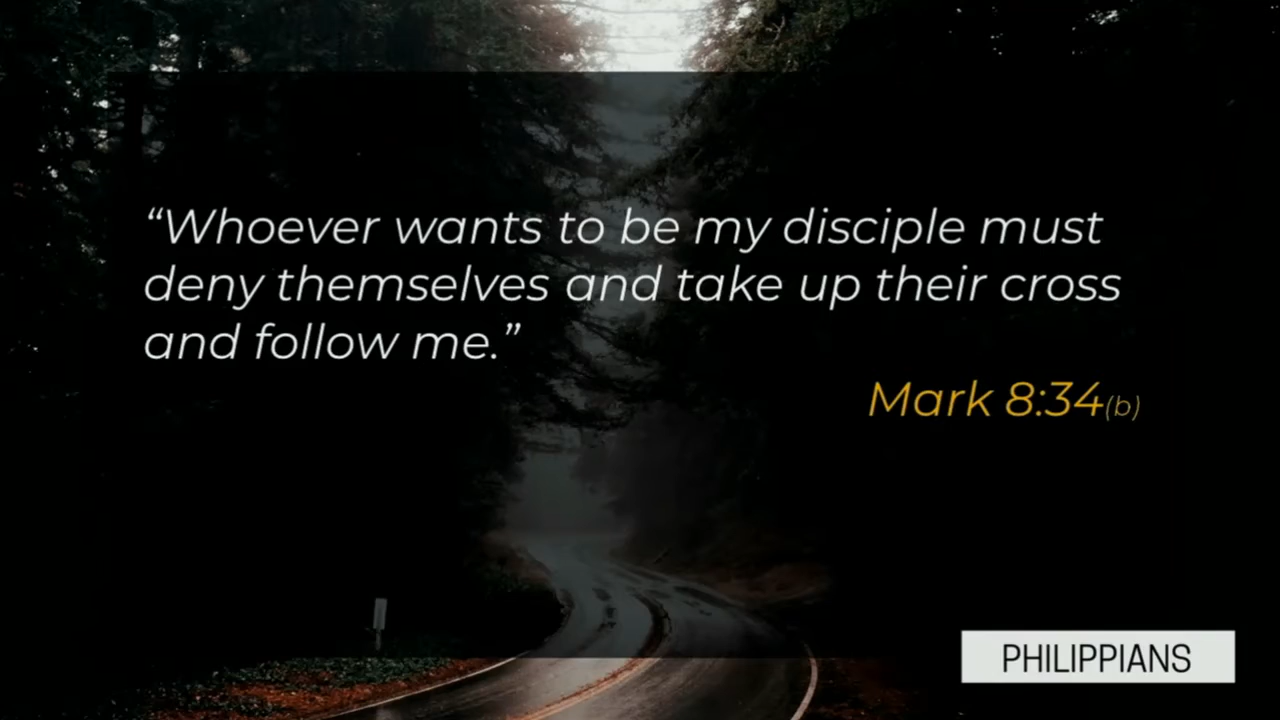 “Whoever wants to be my disciple must
deny themselves and take up their cross
and follow me.”
Mark 8:34(b)
PHILIPPIANS